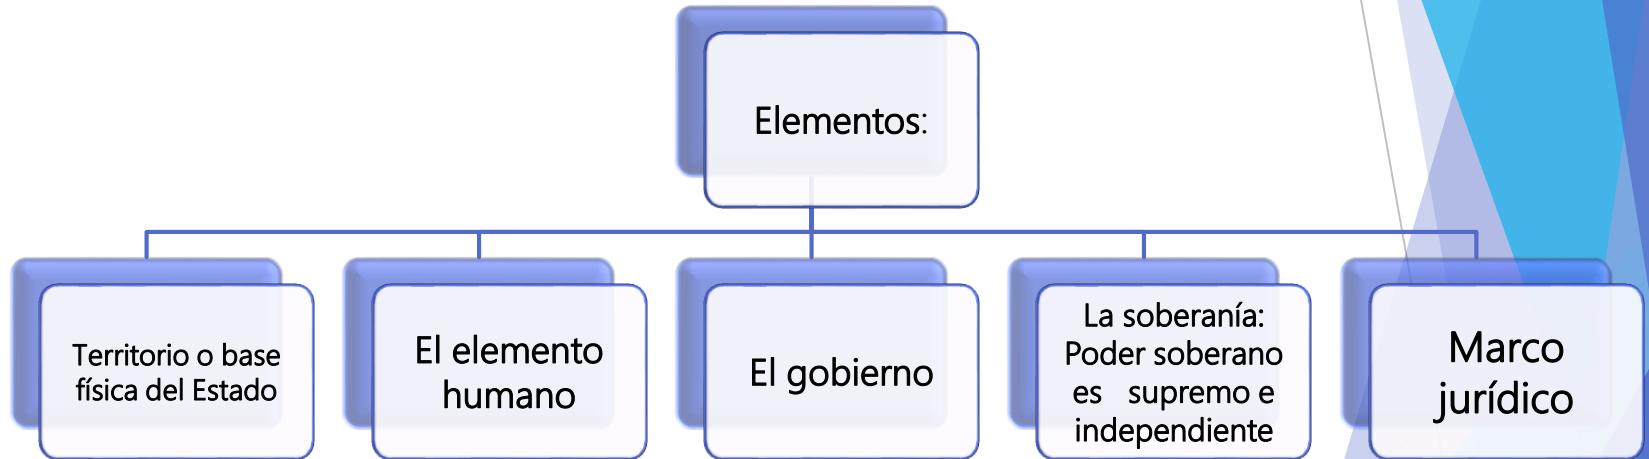 Elementos:
Territorio o base
física del Estado
El elemento
humano
El gobierno
La soberanía:
Poder soberano
es supremo e
independiente
Marco
jurídico